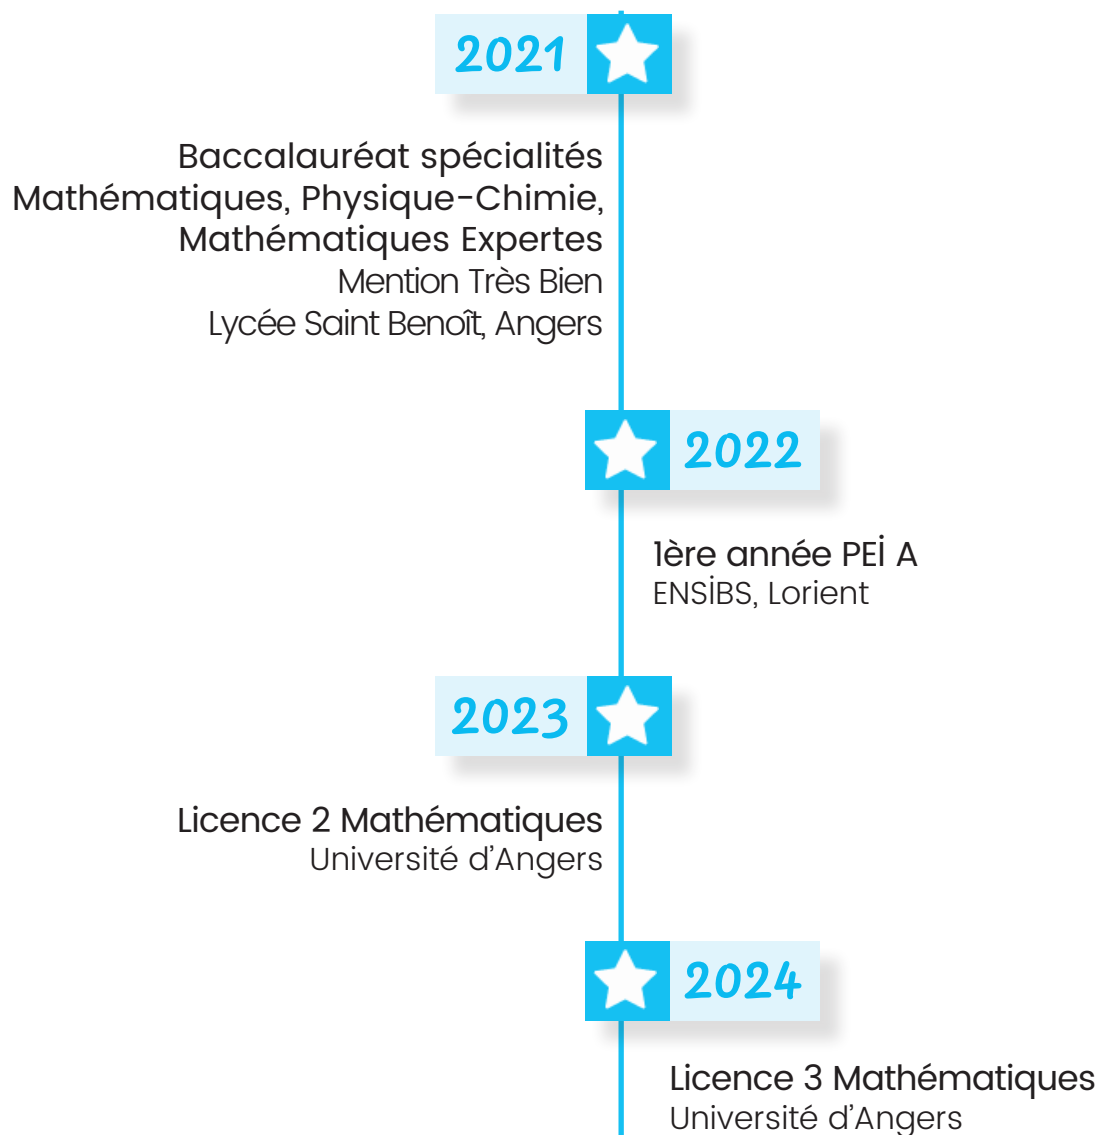 2021
Baccalauréat spécialités
Mathématiques, Physique-Chimie,
Mathématiques Expertes
Mention Très Bien
Lycée Saint Benoît, Angers
2022
1ère année PEİ A
ENSİBS, Lorient
2023
Licence 2 Mathématiques
Université d’Angers
2024
Licence 3 Mathématiques
Université d’Angers